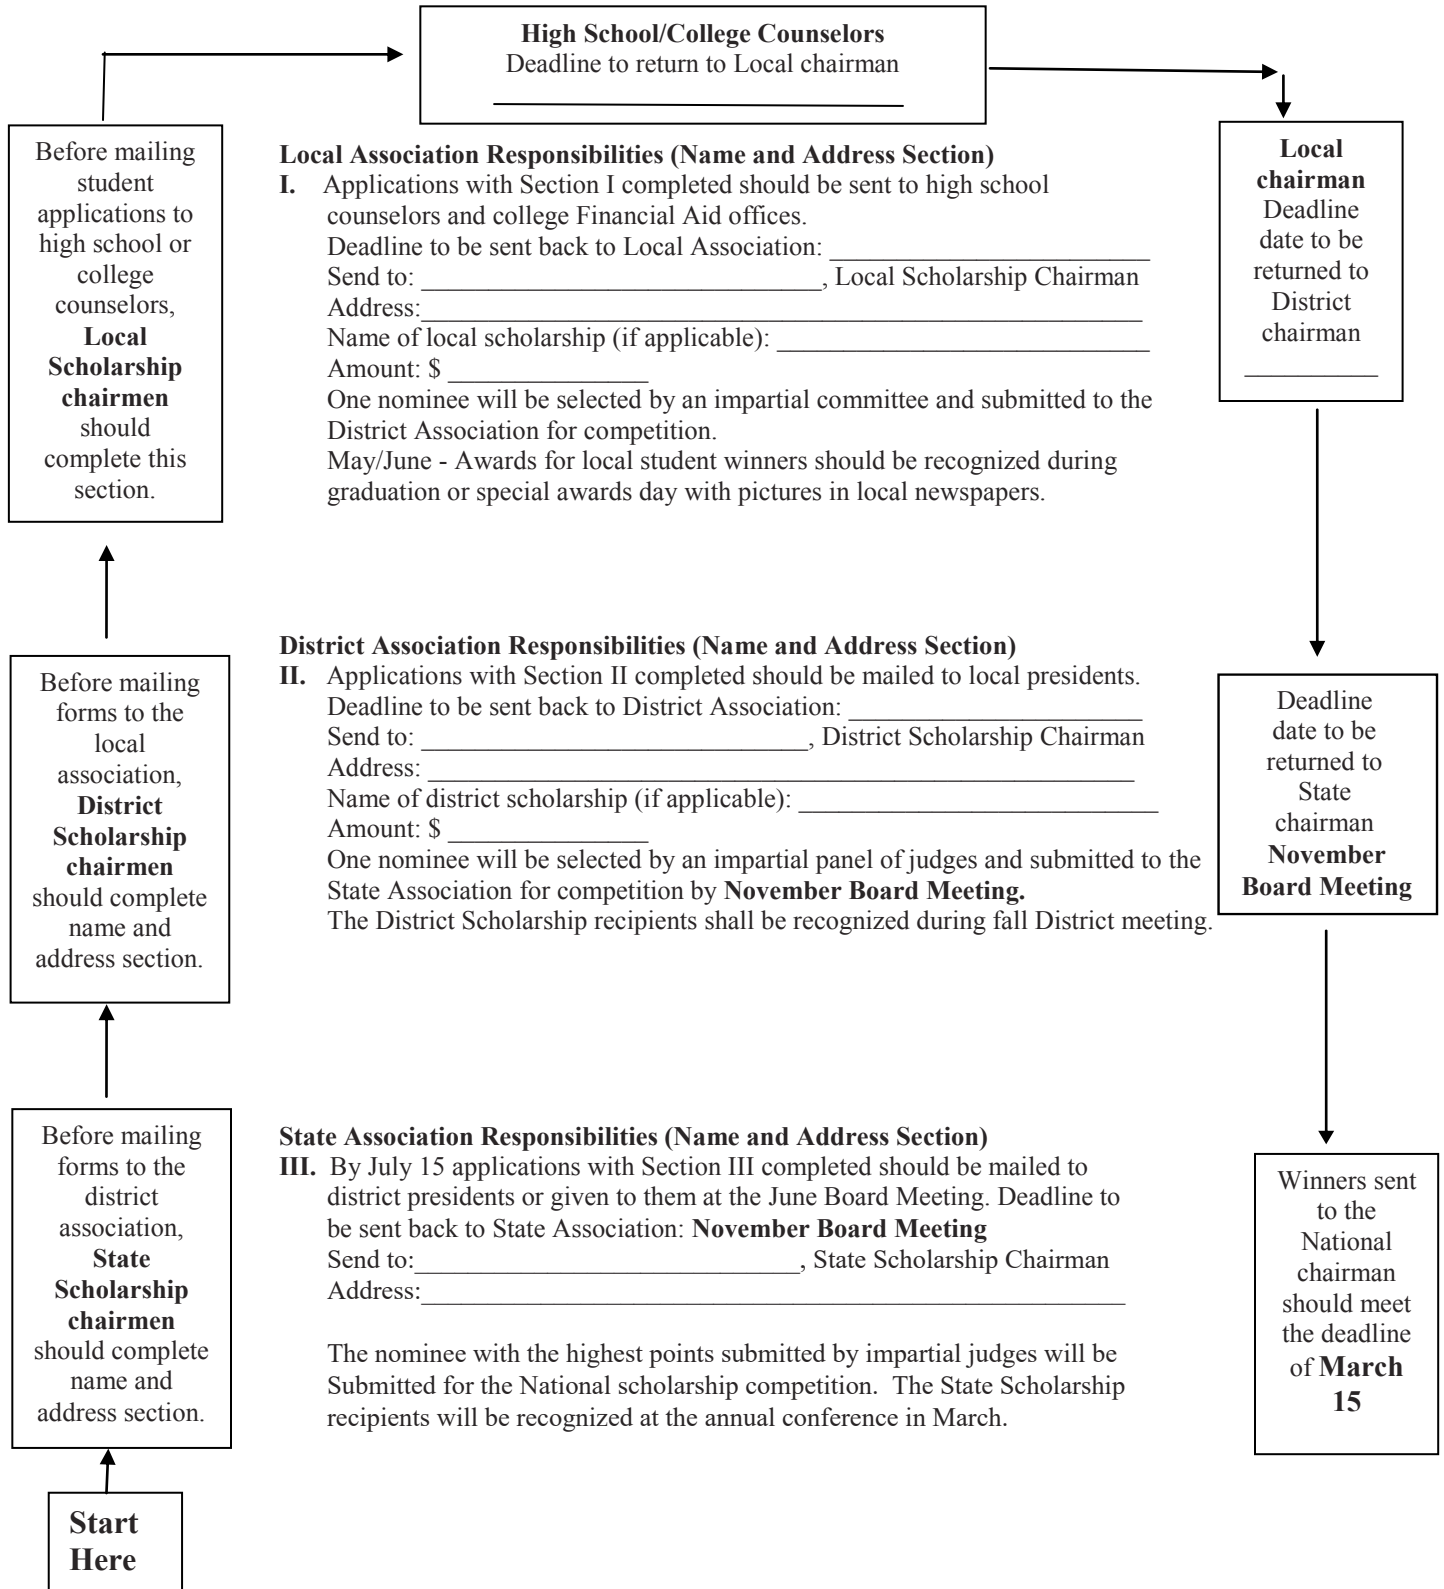 High School/College Counselors
Deadline to return to Local chairman
_______________________________
Before mailing
student
applications to
high school or
college
counselors,
Local
Scholarship
chairmen
should
complete this
section.
Local Association Responsibilities (Name and Address Section)
I. Applications with Section I completed should be sent to high school
counselors and college Financial Aid offices.
Deadline to be sent back to Local Association: ________________________
Send to: ______________________________, Local Scholarship Chairman
Address:______________________________________________________
Name of local scholarship (if applicable): ____________________________
Amount: $ _______________
One nominee will be selected by an impartial committee and submitted to the
District Association for competition.
May/June - Awards for local student winners should be recognized during
graduation or special awards day with pictures in local newspapers.
Local
chairman
Deadline
date to be
returned to
District
chairman
__________
Before mailing
forms to the
local
association,
District
Scholarship
chairmen
should complete
name and
address section.
District Association Responsibilities (Name and Address Section)
II. Applications with Section II completed should be mailed to local presidents.
Deadline to be sent back to District Association: ______________________
Send to: _____________________________, District Scholarship Chairman
Address: _____________________________________________________
Name of district scholarship (if applicable): ___________________________
Amount: $ _______________
One nominee will be selected by an impartial panel of judges and submitted to the
State Association for competition by November Board Meeting.
The District Scholarship recipients shall be recognized during fall District meeting.
Deadline
date to be
returned to
State
chairman
November
Board Meeting
Before mailing
forms to the
district
association,
State
Scholarship
chairmen
should complete
name and
address section.
State Association Responsibilities (Name and Address Section)
III. By July 15 applications with Section III completed should be mailed to
district presidents or given to them at the June Board Meeting. Deadline to
be sent back to State Association: November Board Meeting
Send to:_____________________________, State Scholarship Chairman
Address:_____________________________________________________
The nominee with the highest points submitted by impartial judges will be
Submitted for the National scholarship competition. The State Scholarship
recipients will be recognized at the annual conference in March.
Winners sent
to the
National
chairman
should meet
the deadline
of March
15
Start
Here